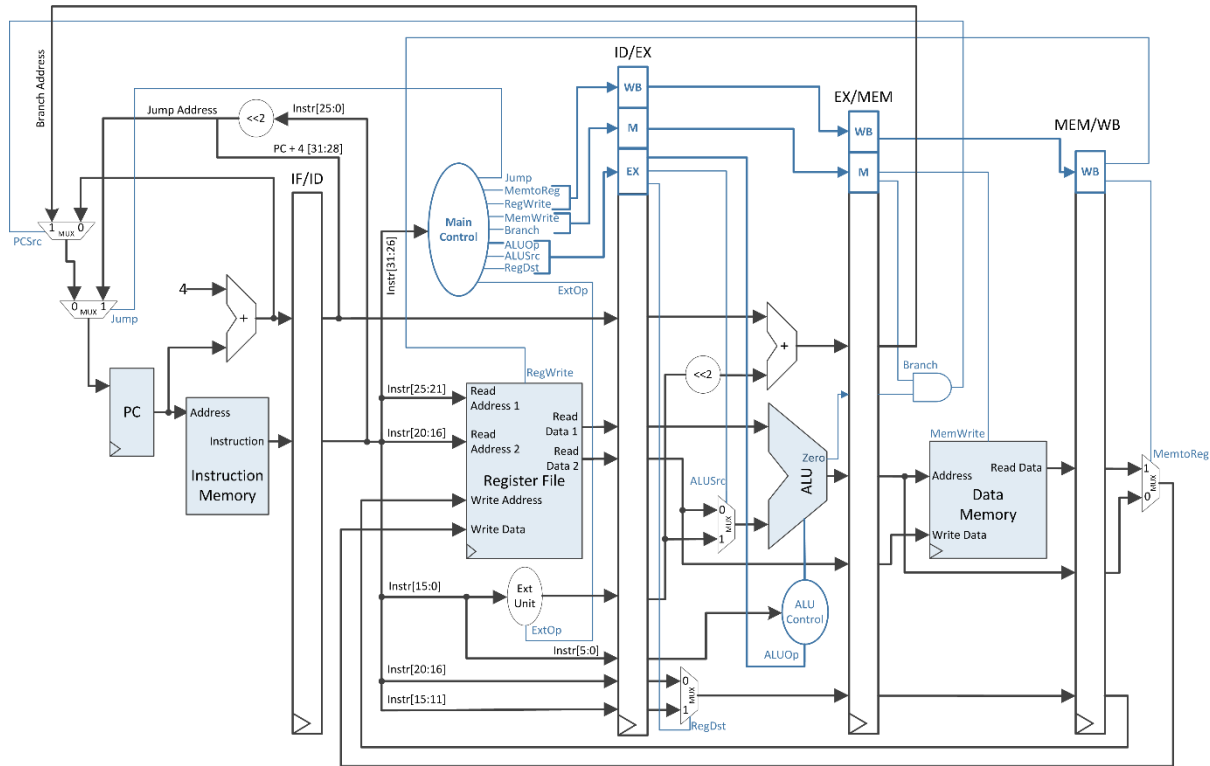 ID/EX
EX/MEM
MEM/WB
IF/ID
Branch Address
Jump Address
<<2
Instr[25:0]
PC + 4 [31:28]
WB
M
EX
WB
M
WB
Jump
MemtoReg
RegWrite
MemWrite
Branch
ALUOp
ALUSrc
RegDst
ExtOp
Main
Control
Instr[31:26]
1
MUX
0
PCSrc
0
MUX
1
Jump
4
+
PC
Address
Instruction
Instruction
Memory
RegWrite
Instr[25:21]
Read
Address 1
Instr[20:16]
Read
Address 2
Read
Data 1
Read
Data 2
Register File
Write Address
Write Data
Instr[15:0]
Ext
Unit
ExtOp
Instr[5:0]
Instr[20:16]
Instr[15:11]
<<2
+
ALUSrc
0
MUX
1
ALU
Zero
ALU
Control
ALUOp
0
MUX
1
RegDst
Branch
MemWrite
Address
Read Data
Data
Memory
Write Data
MemtoReg
1
MUX
0